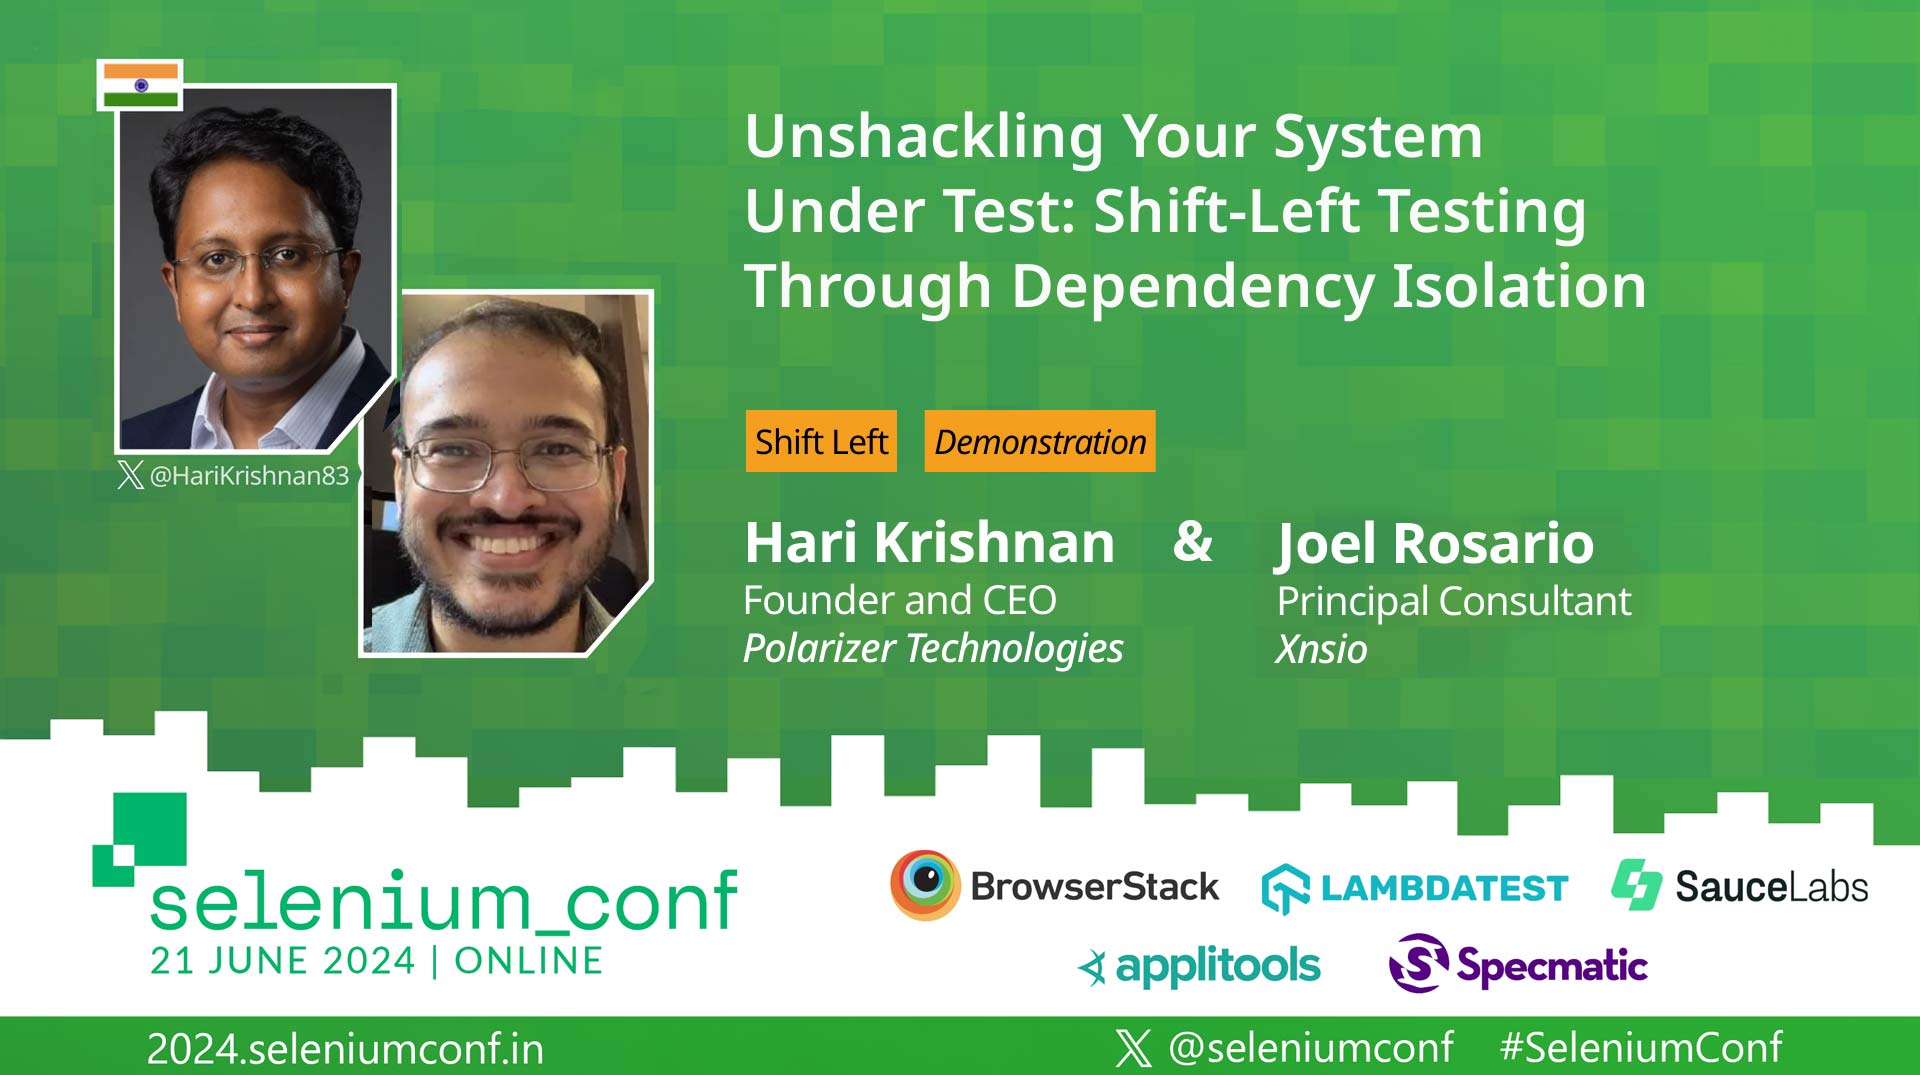 Unshackling Your System
Under Test: Shift-Left Testing
Through Dependency Isolation
Shift Left Demonstration
@HariKrishnan83
Hari Krishnan & Joel Rosario
Founder and CEO Principal Consultant
Polarizer Technologies Xnsio
selenium_conf
21 JUNE 2024 | ONLINE
BrowserStack LAMBDATEST SauceLabs
applitools Specmatic
2024.seleniumconf.in @seleniumconf #SeleniumConf